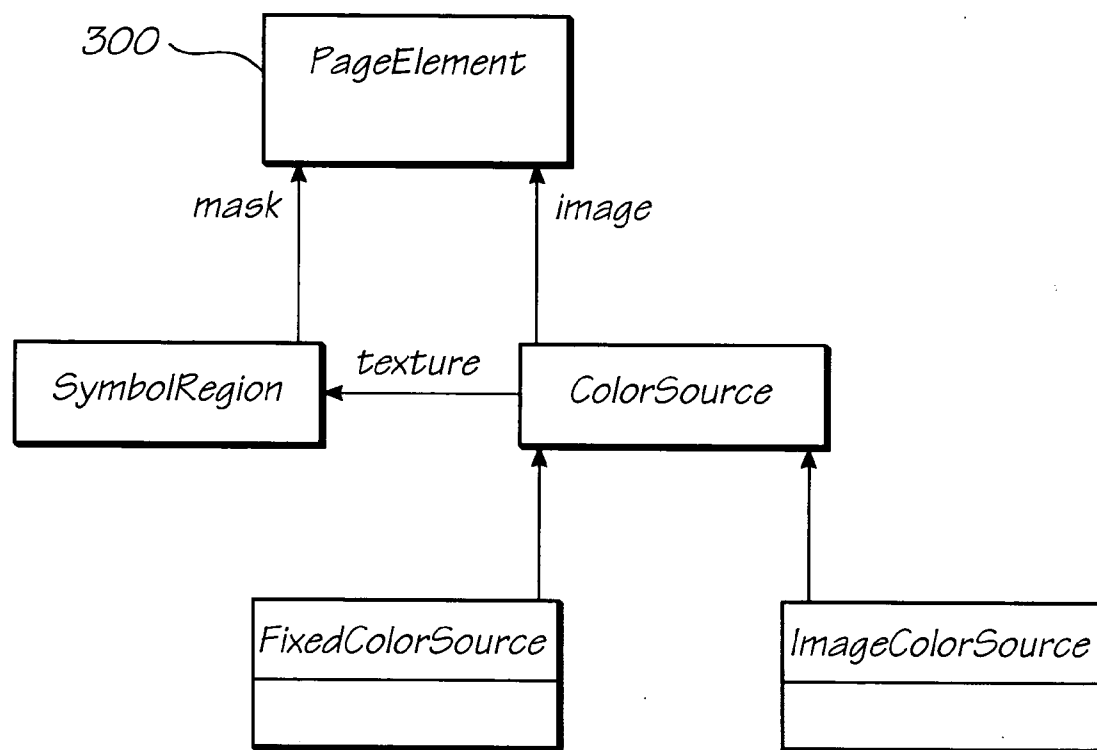 300
PageElement
mask
image
SymbolRegion
texture
ColorSource
FixedColorSource
ImageColorSource